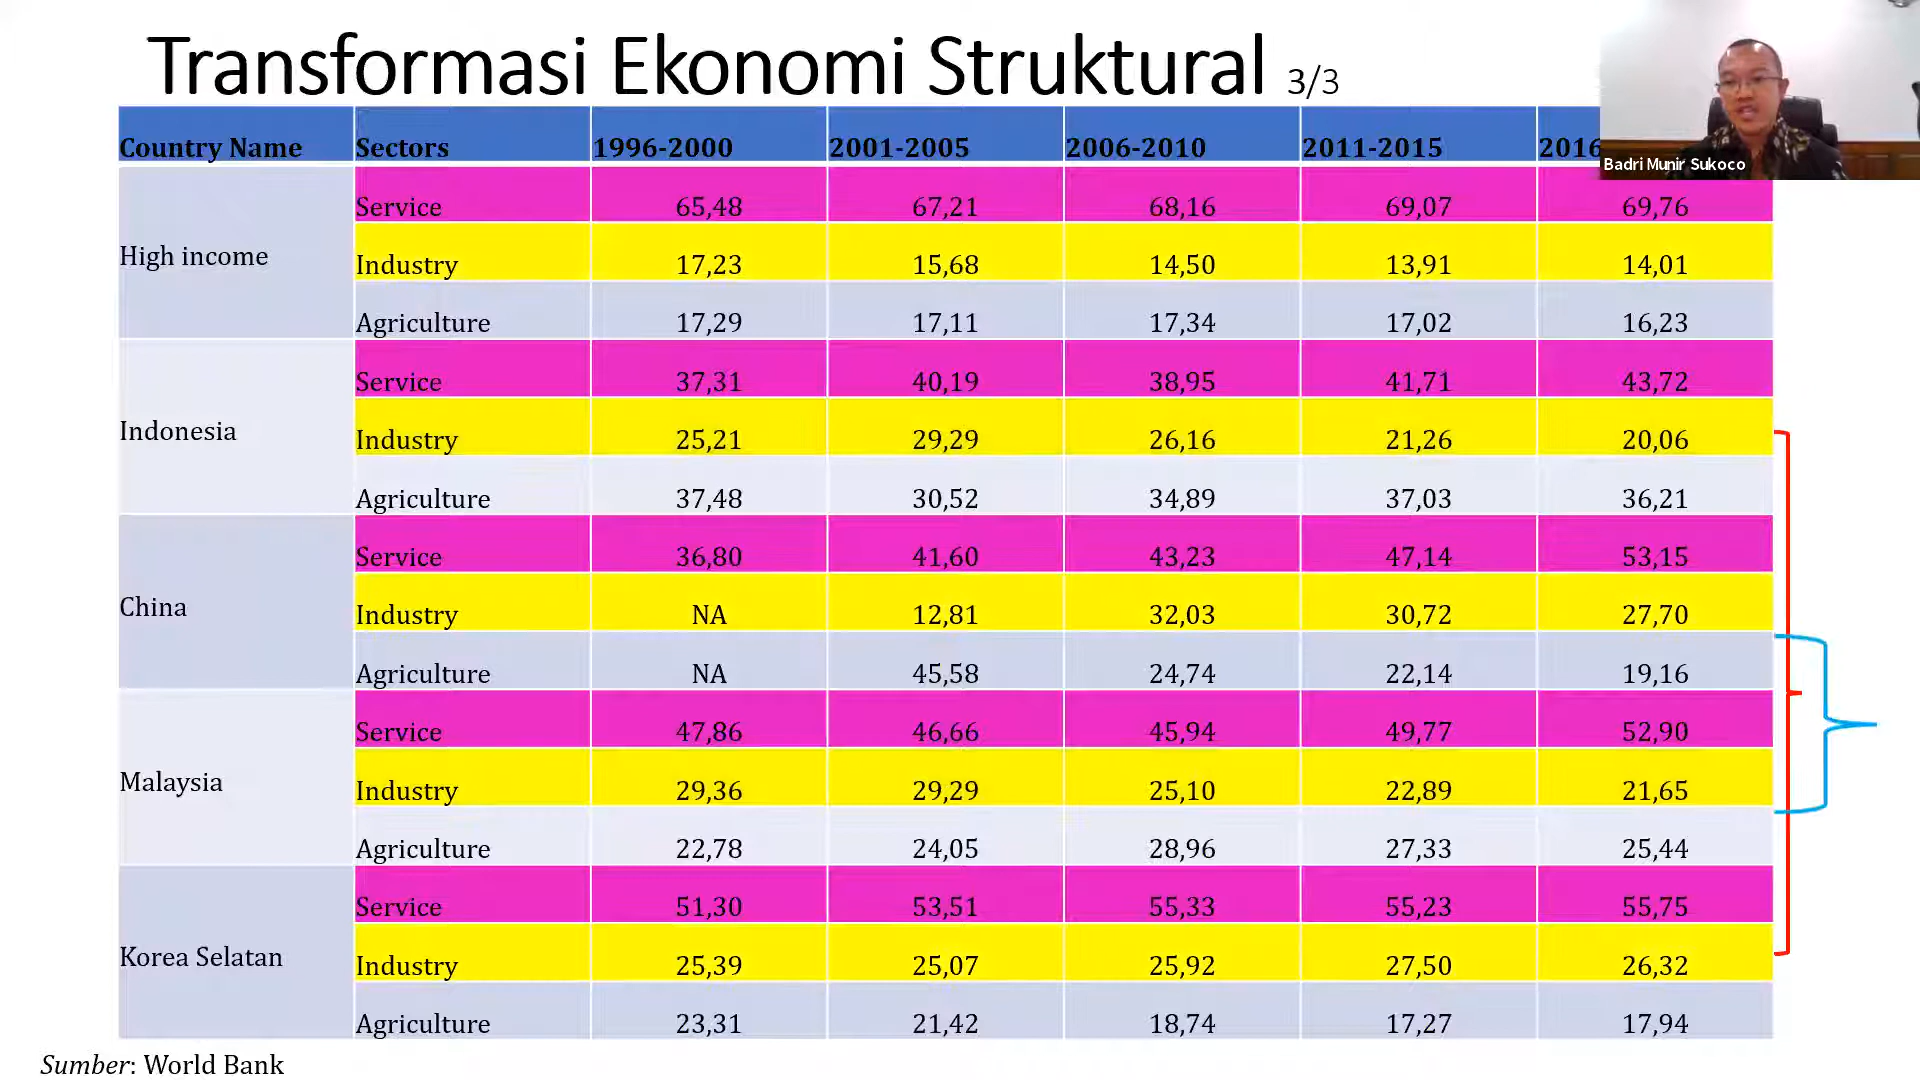 Transformasi Ekonomi Struktural 3/3
Country Name Sectors 1996-2000 2001-2005 2006-2010 2011-2015 2016
Badri Munir Sukoco
High income
Service 65,48 67,21 68,16 69,07 69,76
Industry 17,23 15,68 14,50 13,91 14,01
Agriculture 17,29 17,11 17,34 17,02 16,23
Indonesia
Service 37,31 40,19 38,95 41,71 43,72
Industry 25,21 29,29 26,16 21,26 20,06
Agriculture 37,48 30,52 34,89 37,03 36,21
China
Service 36,80 41,60 43,23 47,14 53,15
Industry NA 12,81 32,03 30,72 27,70
Agriculture NA 45,58 24,74 22,14 19,16
Malaysia
Service 47,86 46,66 45,94 49,77 52,90
Industry 29,36 29,29 25,10 22,89 21,65
Agriculture 22,78 24,05 28,96 27,33 25,44
Korea Selatan
Service 51,30 53,51 55,33 55,23 55,75
Industry 25,39 25,07 25,92 27,50 26,32
Agriculture 23,31 21,42 18,74 17,27 17,94
Sumber: World Bank